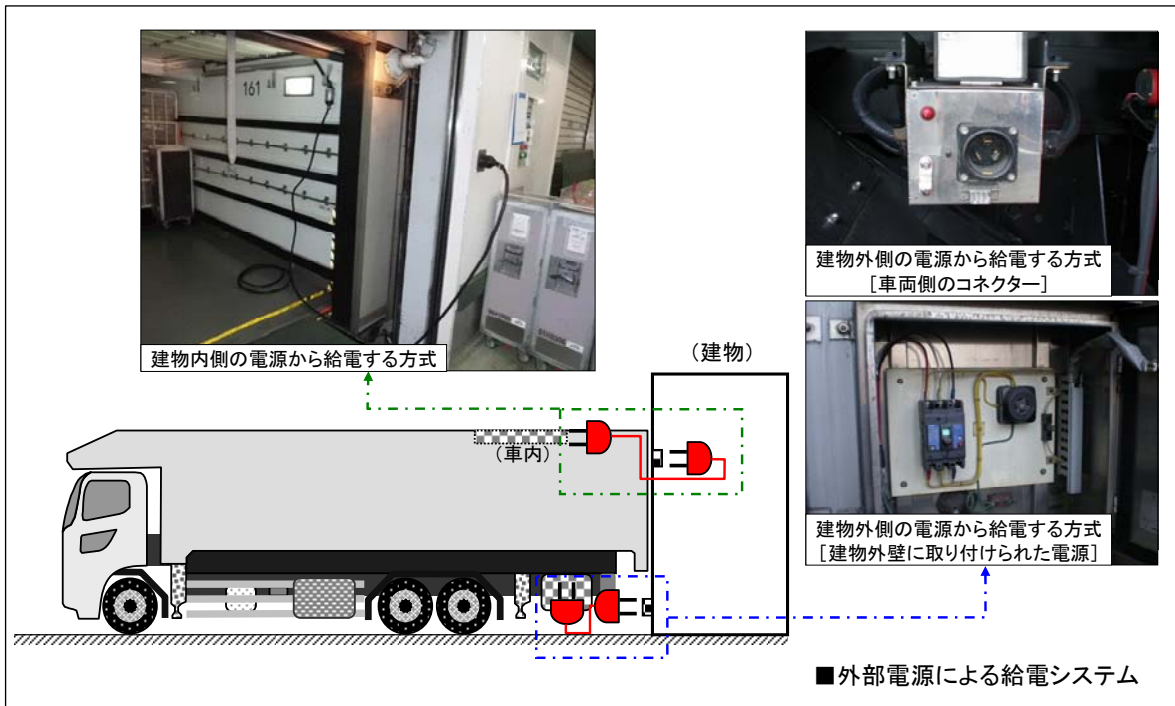 161
建物内側の電源から給電する方式
建物外側の電源から給電する方式
[車両側のコネクター]
建物外側の電源から給電する方式
[建物外壁に取り付けられた電源]
(建物)
(車内)
■外部電源による給電システム